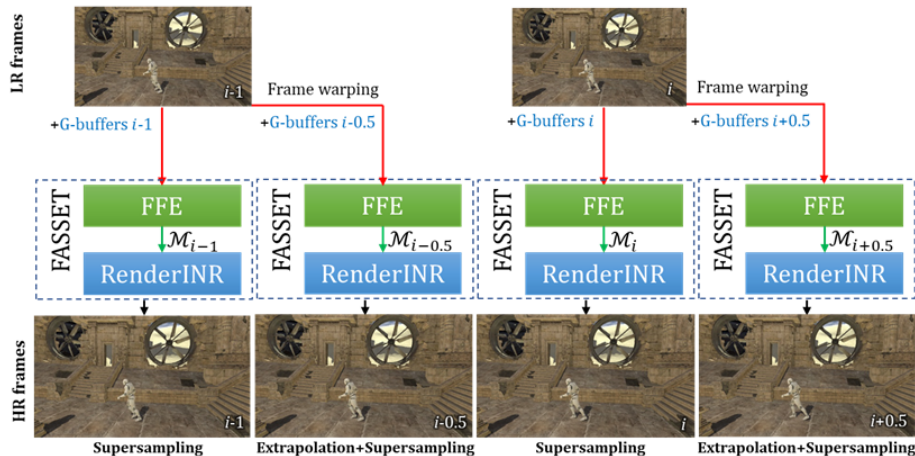 LR frames
i-1
i
Frame warping
Frame warping
+G-buffers i-1
+G-buffers i-0.5
+G-buffers i
+G-buffers i+0.5
FASSET
FFE
FASSET
FFE
FASSET
FFE
FASSET
FFE
ℳi−1
ℳi−0.5
ℳi
ℳi+0.5
RenderINR
RenderINR
RenderINR
RenderINR
HR frames
i-1
i-0.5
i
i+0.5
Supersampling
Extrapolation+Supersampling
Supersampling
Extrapolation+Supersampling